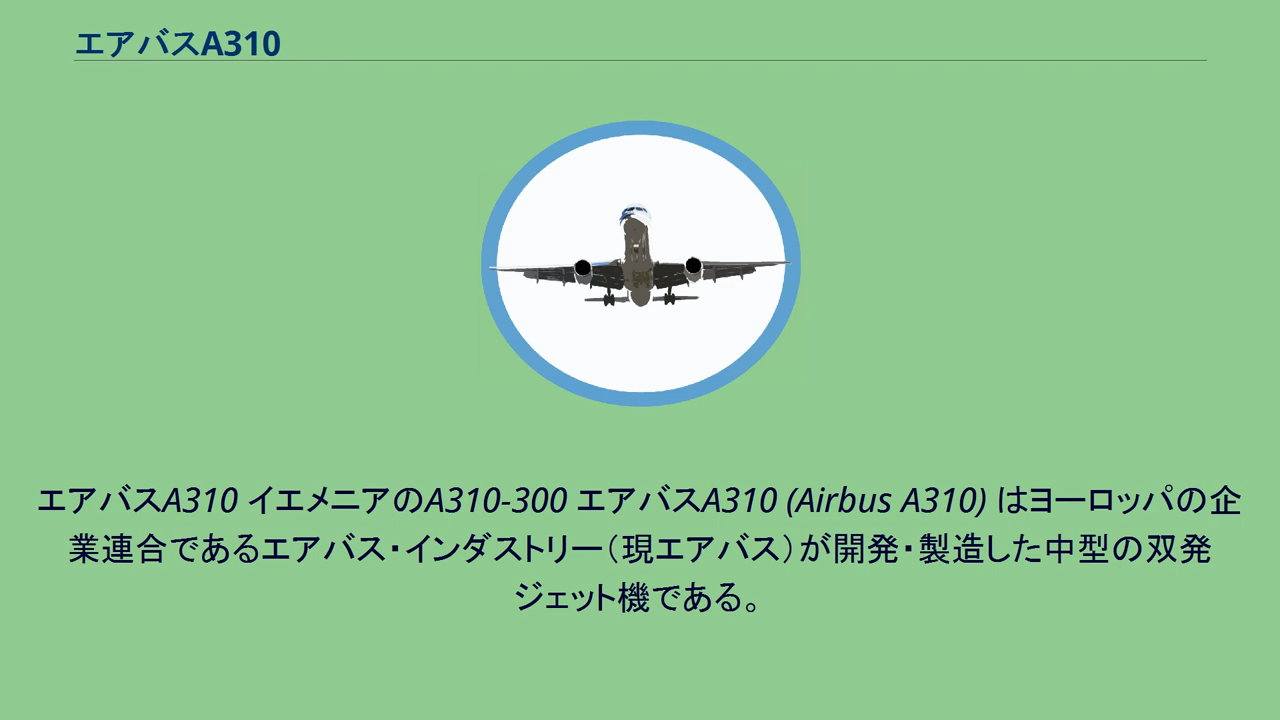 エアバスA310
エアバスA310 イエメニアのA310-300 エアバスA310 (Airbus A310) はヨーロッパの企
業連合であるエアバス・インダストリー（現エアバス）が開発・製造した中型の双発
ジェット機である。